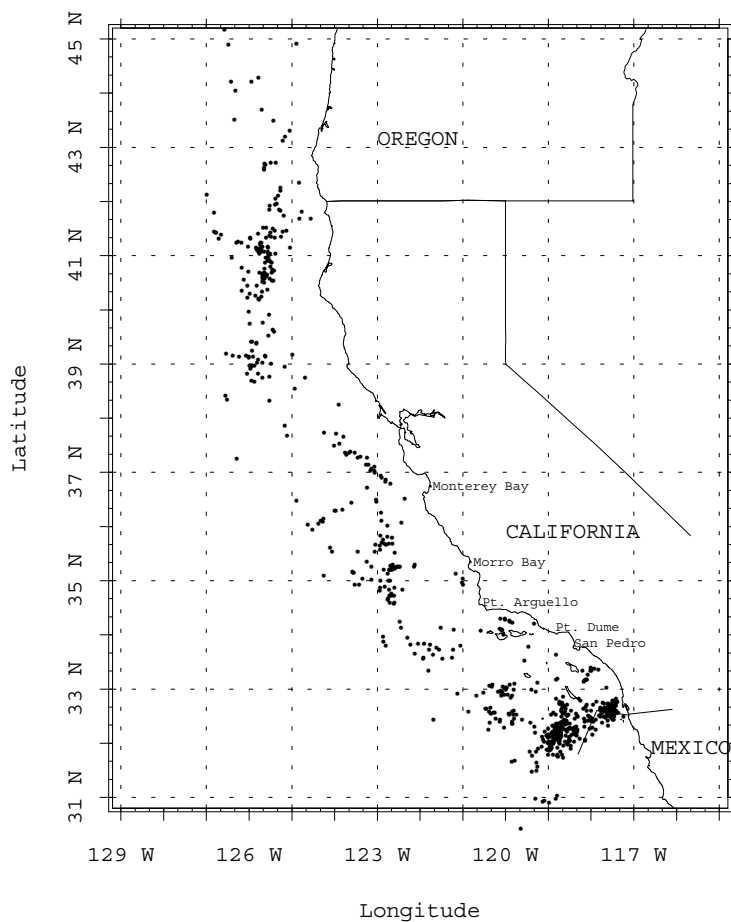 45 N
43 N
41 N
39 N
37 N
35 N
33 N
31 N
Latitude
OREGON
Monterey Bay
CALIFORNIA
Morro Bay
Pt. Arguello
Pt. Dume
San Pedro
MEXICO
129 W
126 W
123 W
120 W
117 W
Longitude